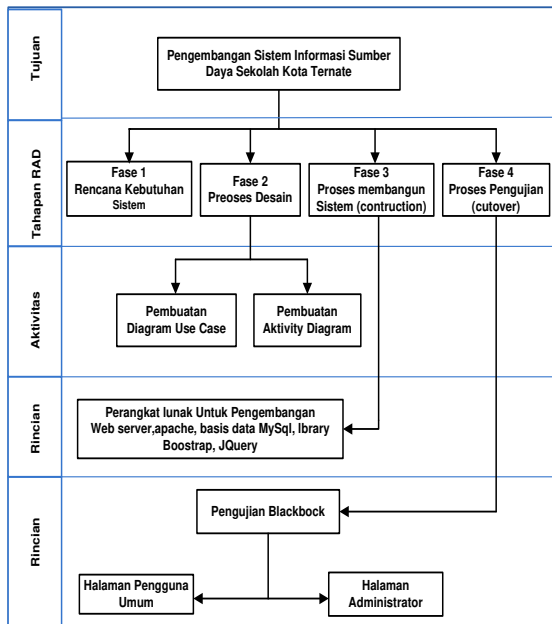 Tujuan
Pengembangan Sistem Informasi Sumber
Daya Sekolah Kota Ternate
Tahapan RAD
Fase 1
Rencana Kebutuhan
Sistem
Fase 2
Preoses Desain
Fase 3
Proses membangun
Sistem (contruction)
Fase 4
Proses Pengujian
(cutover)
Aktivitas
Pembuatan
Diagram Use Case
Pembuatan
Aktivity Diagram
Rincian
Perangkat lunak Untuk Pengembangan
Web server,apache, basis data MySql, lbrary
Boostrap, JQuery
Rincian
Pengujian Blackbock
Halaman Pengguna
Umum
Halaman
Administrator